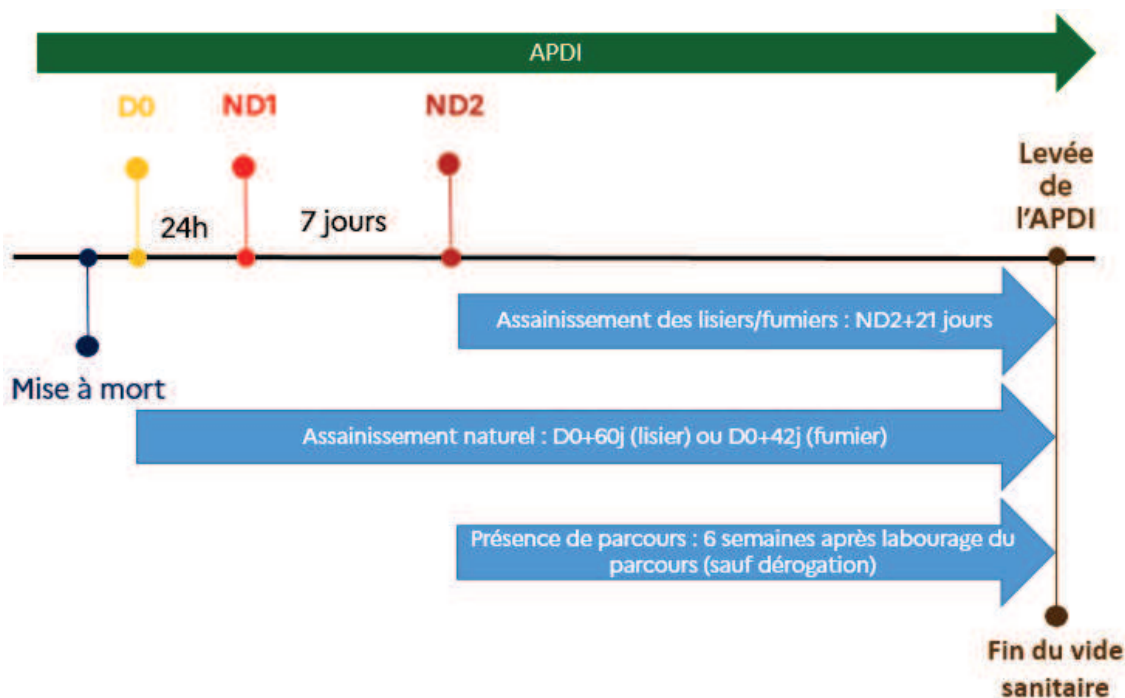 APDI
D0
ND1
ND2
Levée
de
l'APDI
24h
7 jours
Assainissement des lisiers/fumiers : ND2+21 jours
Mise à mort
Assainissement naturel : D0+60j (lisier) ou D0+42j (fumier)
Présence de parcours : 6 semaines après labourage du
parcours (sauf dérogation)
Fin du vide
sanitaire